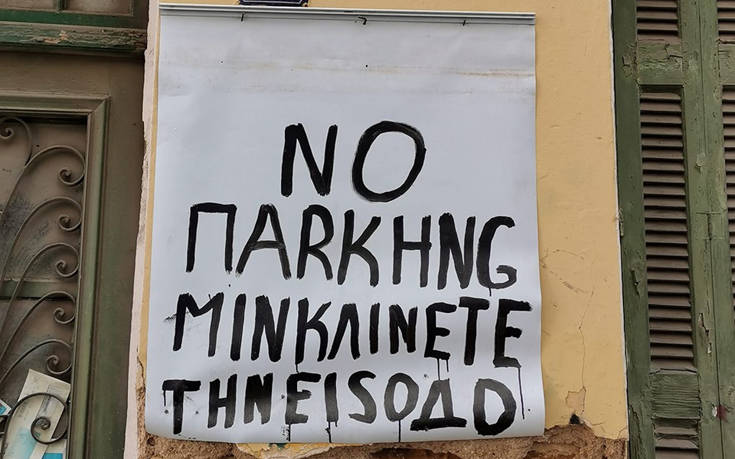 NO
ΠARKHNG
MINKΛINETE
THNEISOΔO